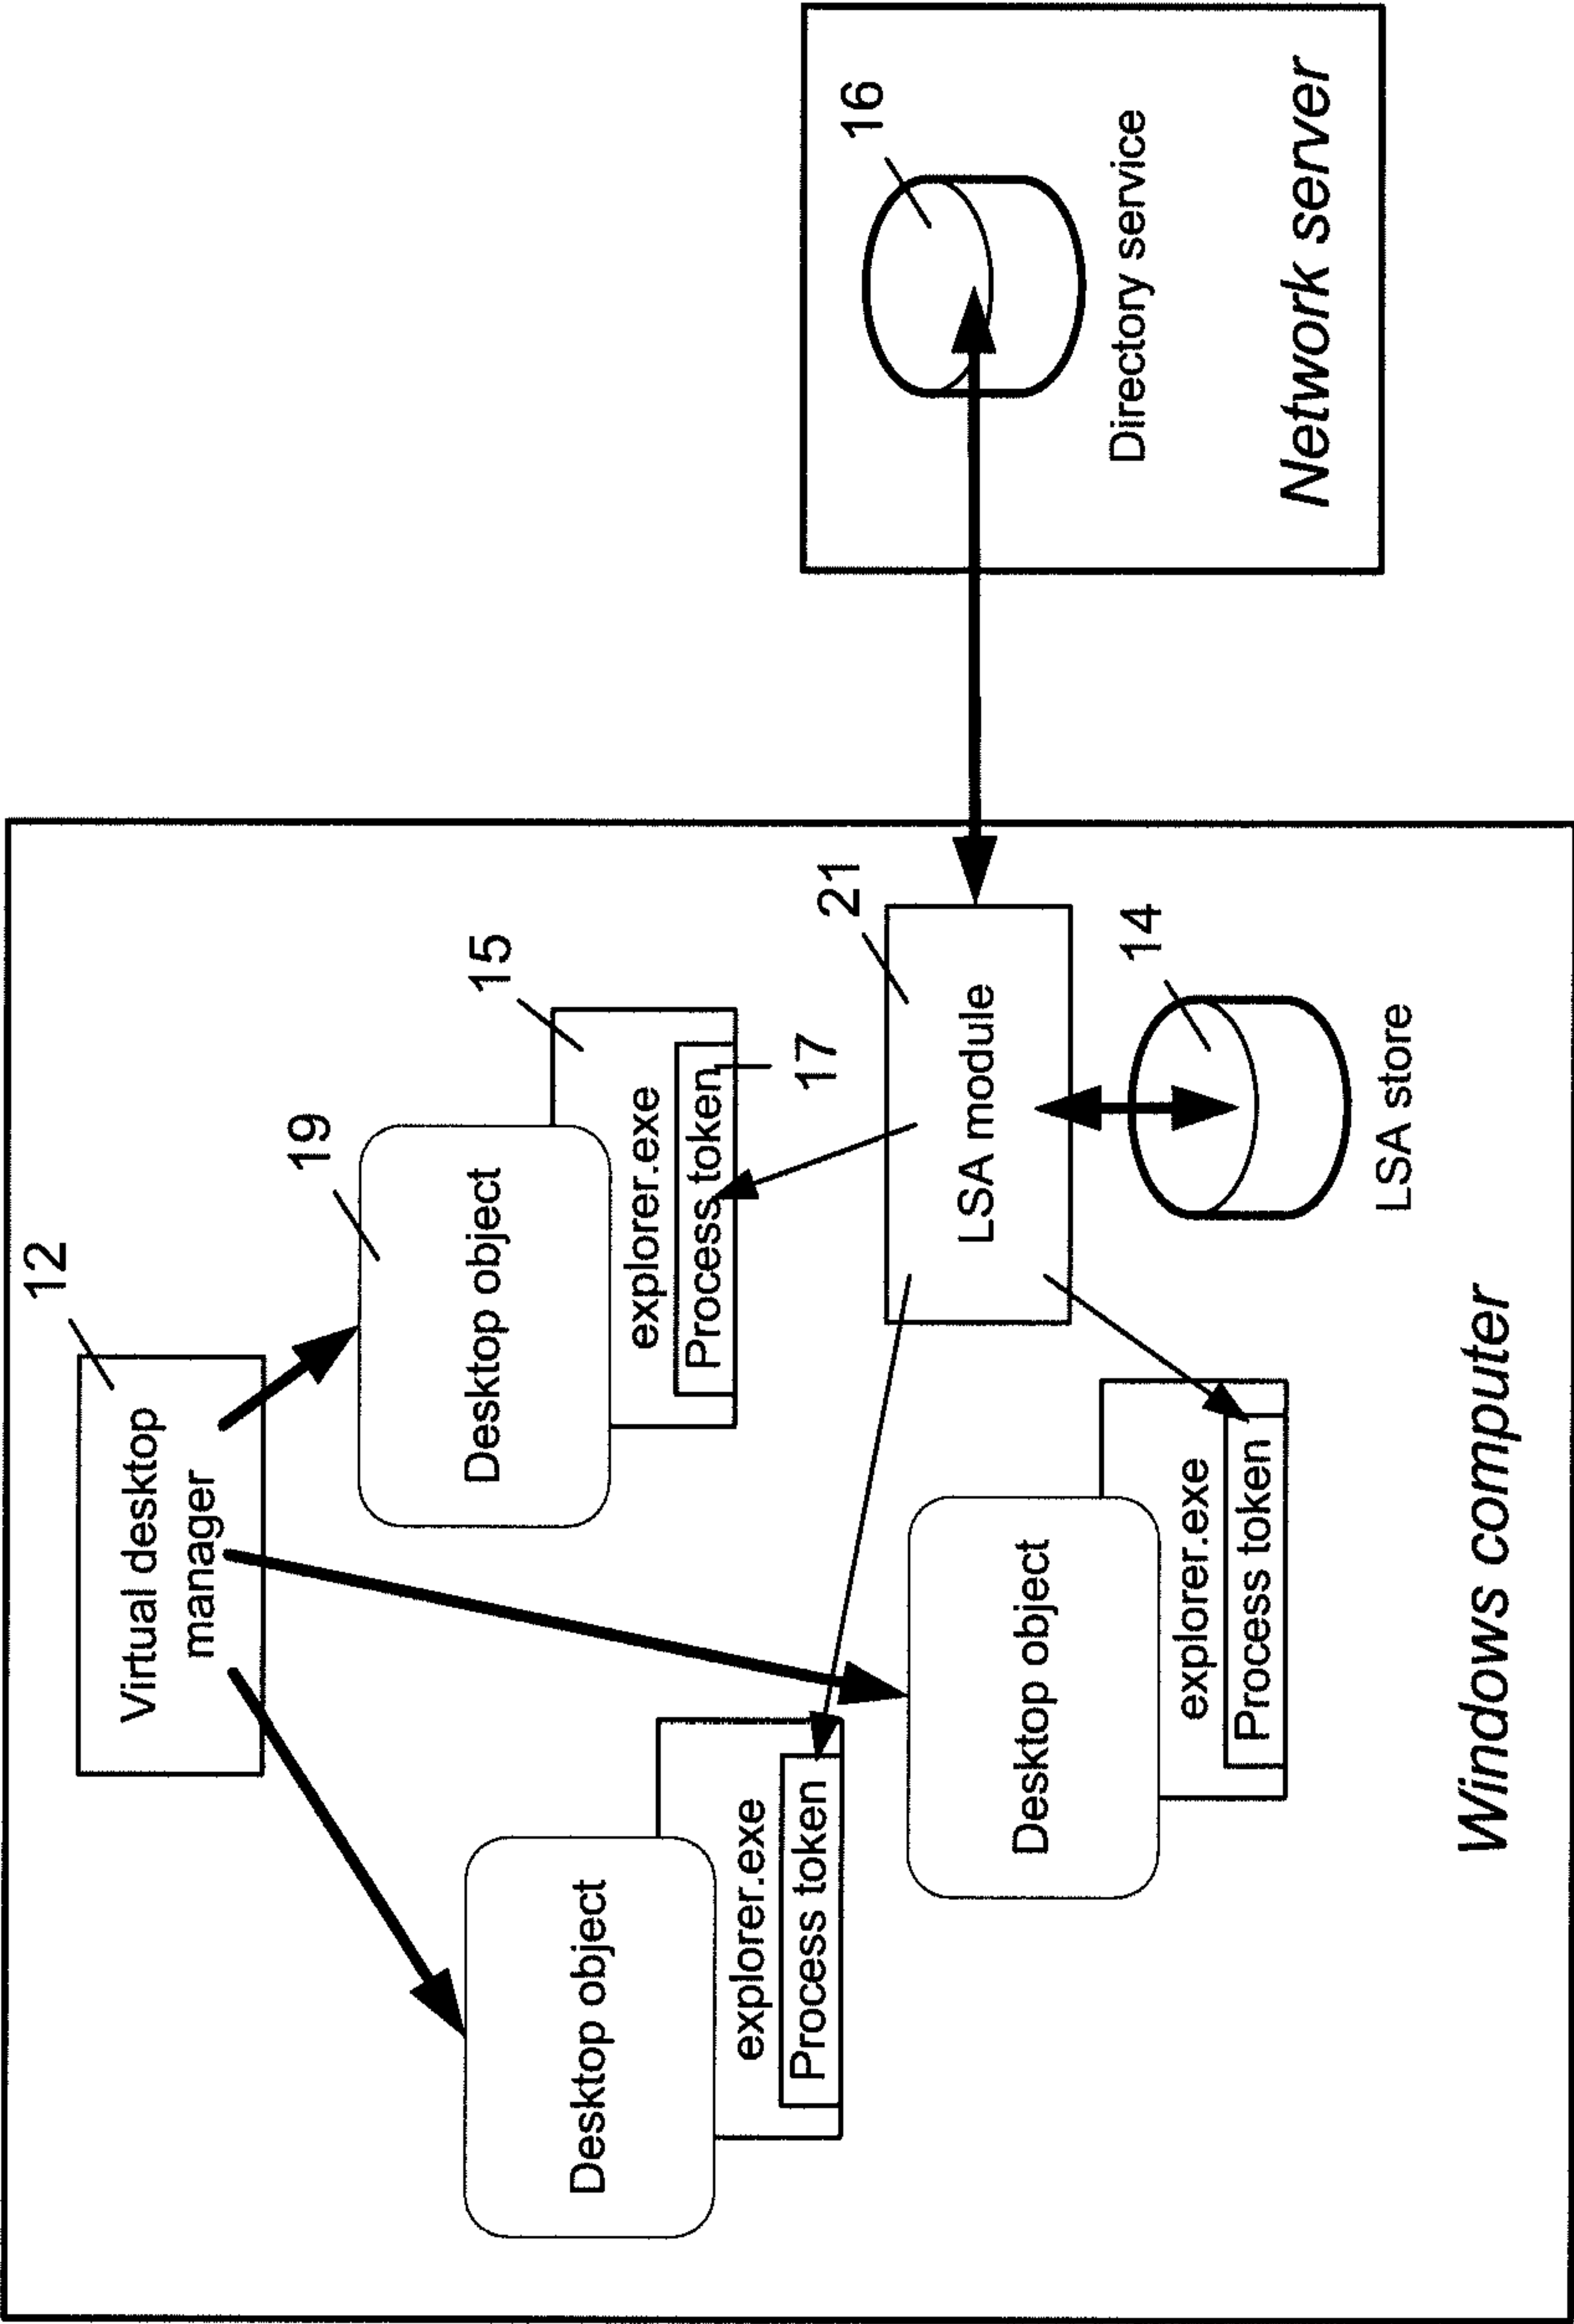 12
Virtual desktop
manager
19
Desktop object
15
explorer.exe
Process token
17
Desktop object
explorer.exe
Process token
21
LSA module
14
LSA store
Desktop object
explorer.exe
Process token
Windows computer
16
Directory service
Network server